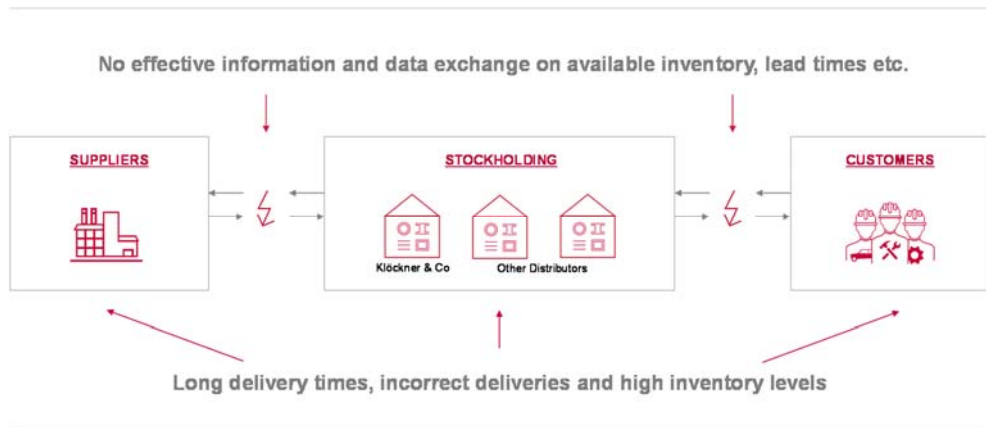 No effective information and data exchange on available inventory, lead times etc.
SUPPLIERS
STOCKHOLDING
CUSTOMERS
Klöckner & Co
Other Distributors
Long delivery times, incorrect deliveries and high inventory levels